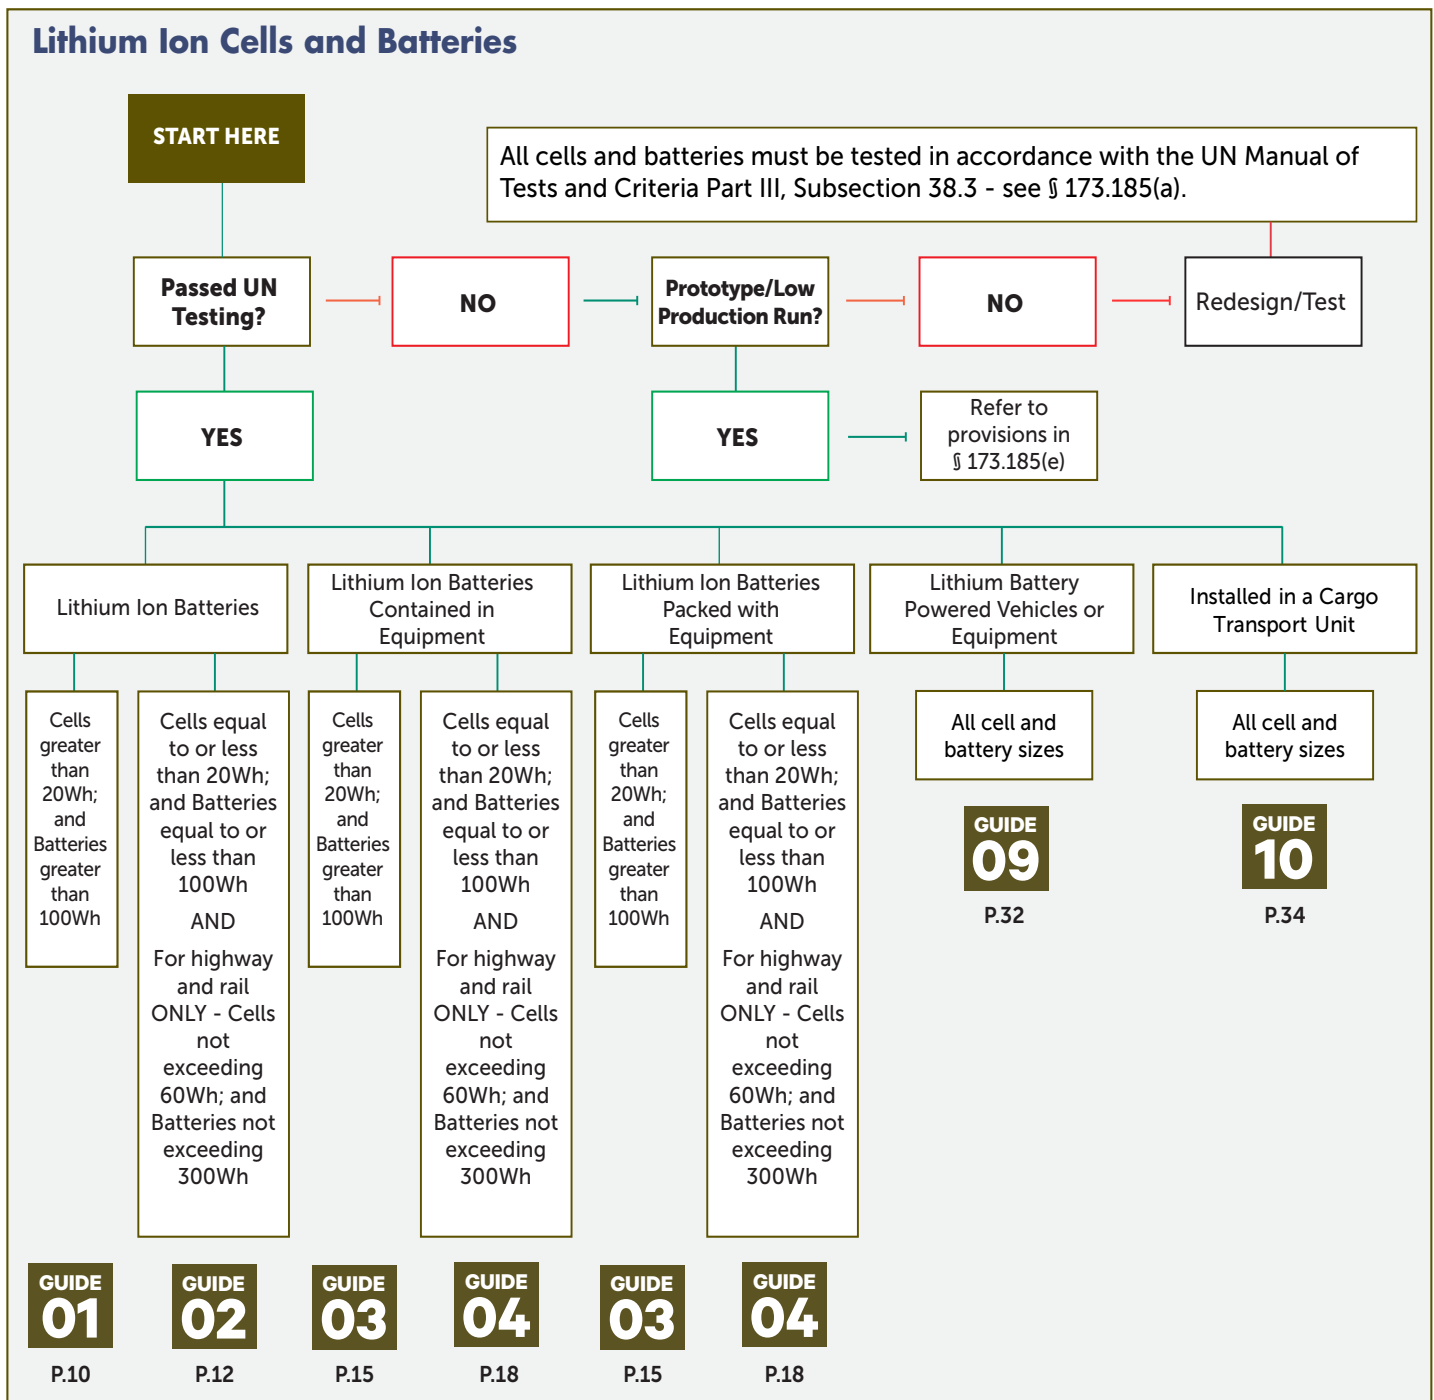 Lithium Ion Cells and Batteries
START HERE
All cells and batteries must be tested in accordance with the UN Manual of
Tests and Criteria Part III, Subsection 38.3 - see § 173.185(a).
Passed UN
Testing?
NO
Prototype/Low
Production Run?
NO
Redesign/Test
YES
YES
Refer to
provisions in
§ 173.185(e)
Lithium Ion Batteries
Lithium Ion Batteries
Contained in
Equipment
Lithium Ion Batteries
Packed with
Equipment
Lithium Battery
Powered Vehicles or
Equipment
Installed in a Cargo
Transport Unit
Cells
greater
than
20Wh;
and
Batteries
greater
than
100Wh
Cells equal
to or less
than 20Wh;
and Batteries
equal to or
less than
100Wh
AND
For highway
and rail
ONLY - Cells
not
exceeding
60Wh; and
Batteries not
exceeding
300Wh
Cells
greater
than
20Wh;
and
Batteries
greater
than
100Wh
Cells equal
to or less
than 20Wh;
and Batteries
equal to or
less than
100Wh
AND
For highway
and rail
ONLY - Cells
not
exceeding
60Wh; and
Batteries not
exceeding
300Wh
Cells
greater
than
20Wh;
and
Batteries
greater
than
100Wh
Cells equal
to or less
than 20Wh;
and Batteries
equal to or
less than
100Wh
AND
For highway
and rail
ONLY - Cells
not
exceeding
60Wh; and
Batteries not
exceeding
300Wh
All cell and
battery sizes
GUIDE
09
P.32
All cell and
battery sizes
GUIDE
10
P.34
GUIDE
01
P.10
GUIDE
02
P.12
GUIDE
03
P.15
GUIDE
04
P.18
GUIDE
03
P.15
GUIDE
04
P.18